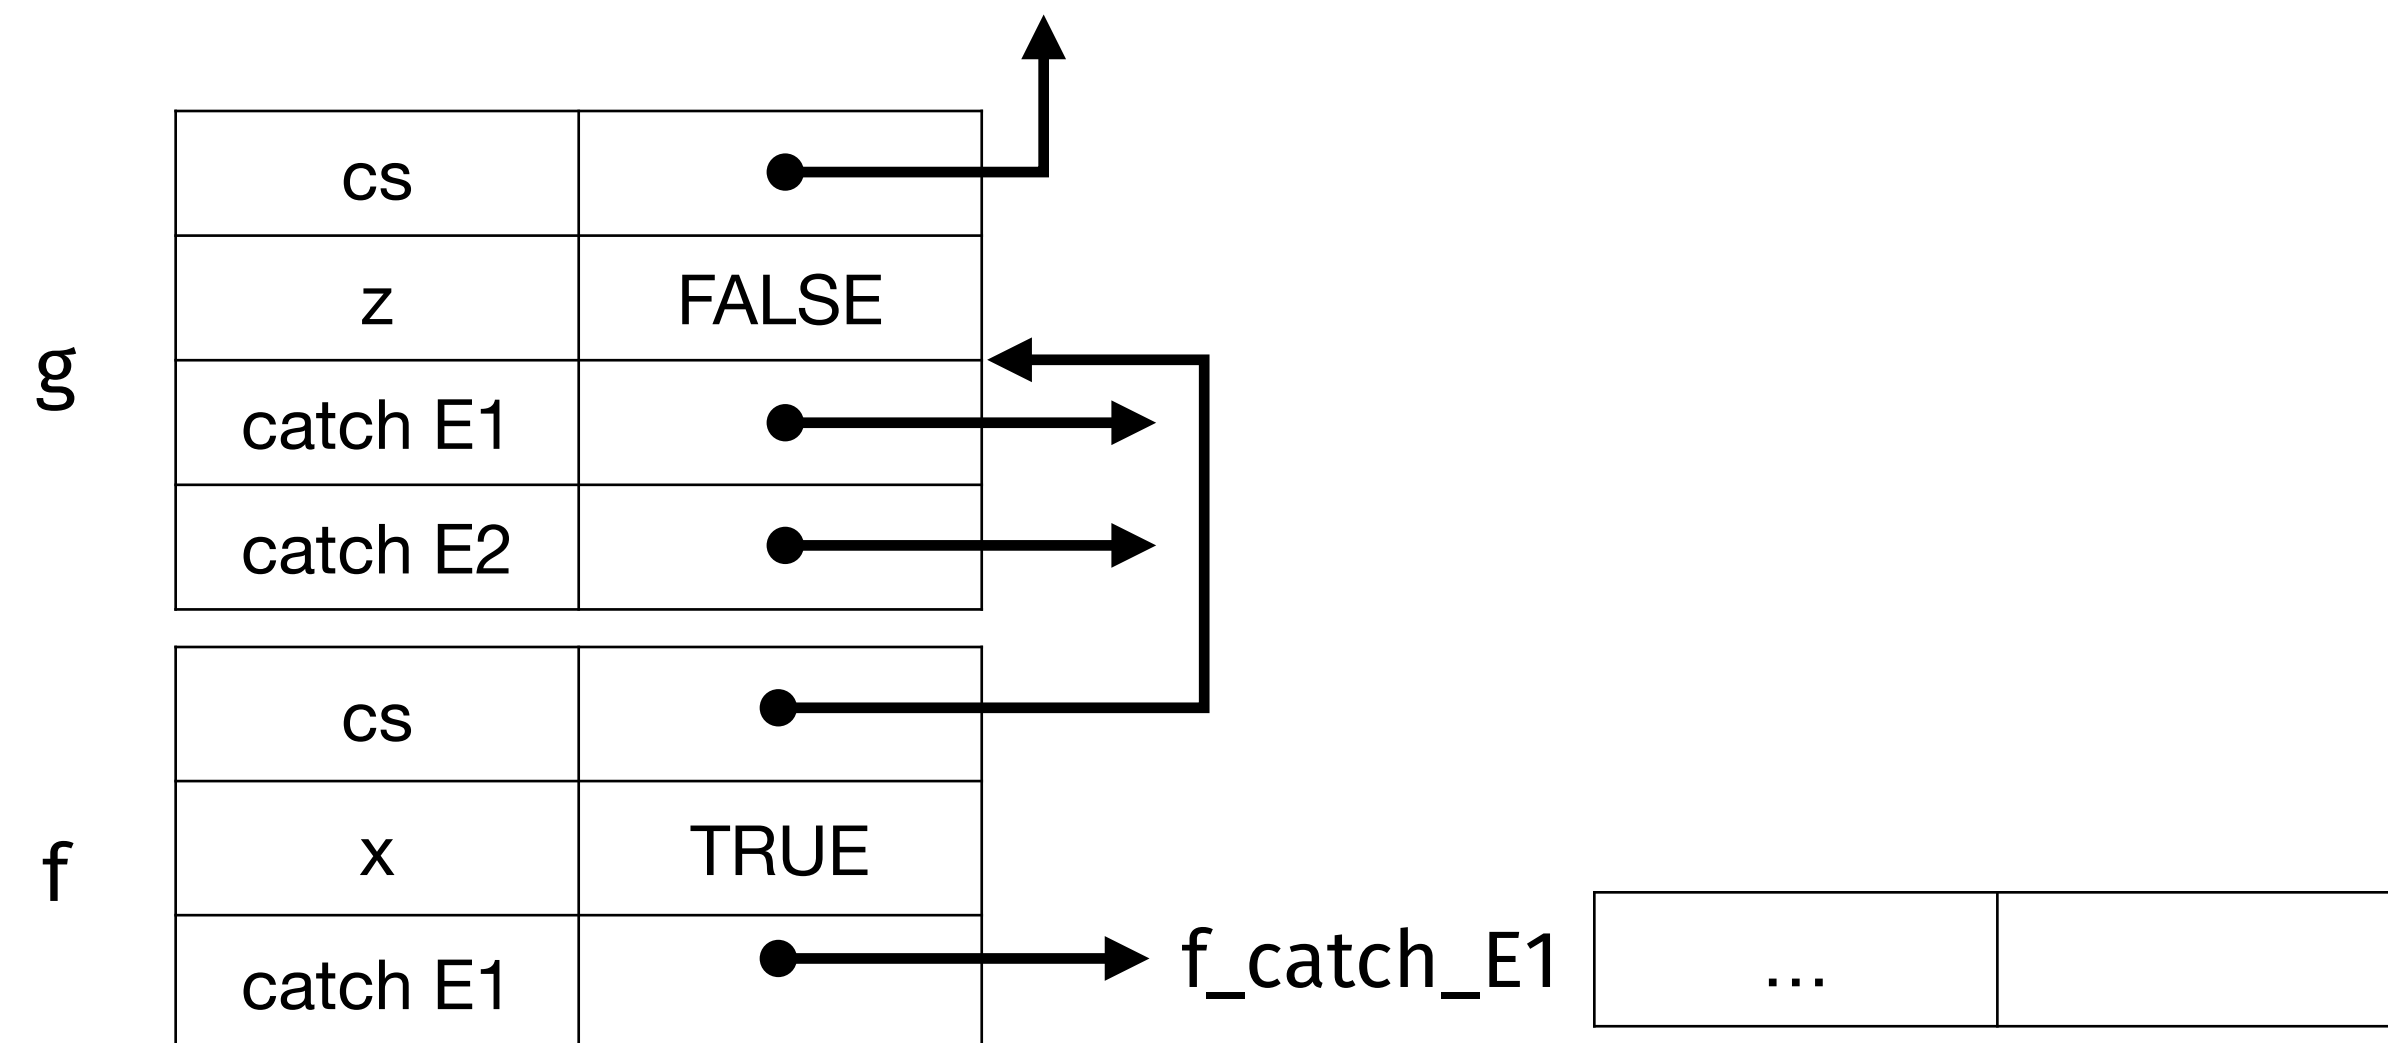 cs
z FALSE
g
catch E1
catch E2
cs
x TRUE
f
catch E1
f_catch_E1 ...